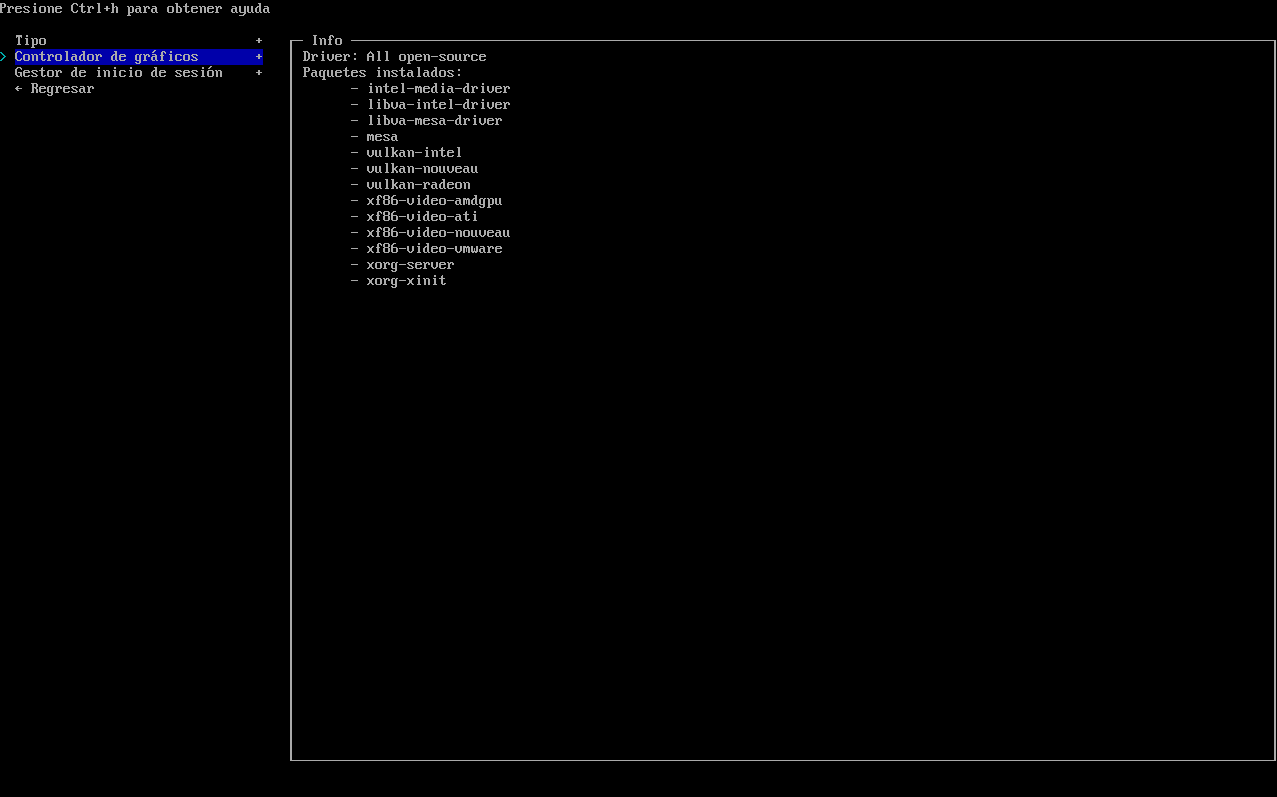 Presione Ctrl+h para obtener ayuda
Tipo +
> Controlador de gráficos +
Gestor de inicio de sesión +
← Regresar
Info
Driver: All open-source
Paquetes instalados:
- intel-media-driver
- libva-intel-driver
- libva-mesa-driver
- mesa
- vulkan-intel
- vulkan-nouveau
- vulkan-radeon
- xf86-video-amdgpu
- xf86-video-ati
- xf86-video-nouveau
- xf86-video-vmware
- xorg-server
- xorg-xinit